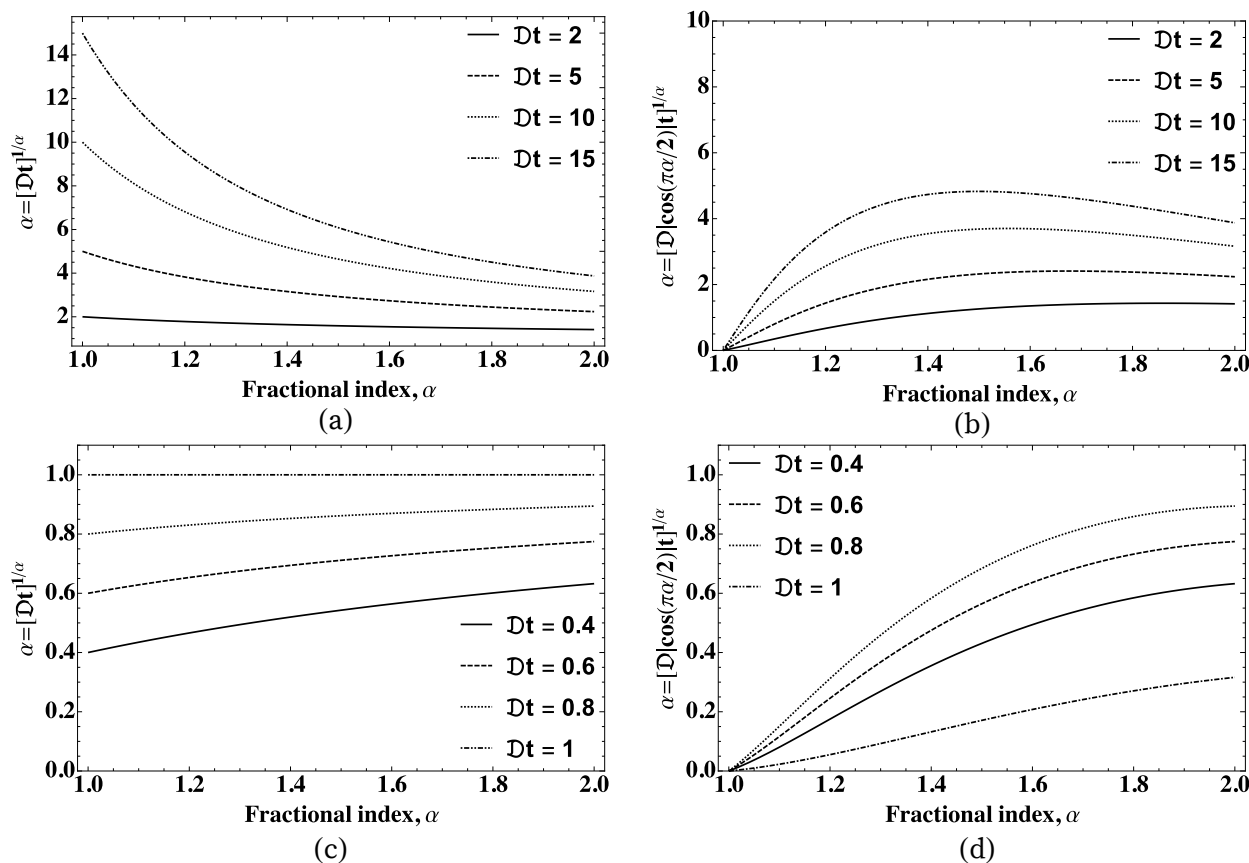 α=[𝒟t]^1/α
14
12
10
8
6
4
2
1.0 1.2 1.4 1.6 1.8 2.0
Fractional index, α
𝒟t = 2
𝒟t = 5
𝒟t = 10
𝒟t = 15
(a)
α=[𝒟|cos(πα/2)|t]^1/α
10
8
6
4
2
0
1.0 1.2 1.4 1.6 1.8 2.0
Fractional index, α
𝒟t = 2
𝒟t = 5
𝒟t = 10
𝒟t = 15
(b)
α=[𝒟t]^1/α
1.0
0.8
0.6
0.4
0.2
0.0
1.0 1.2 1.4 1.6 1.8 2.0
Fractional index, α
𝒟t = 0.4
𝒟t = 0.6
𝒟t = 0.8
𝒟t = 1
(c)
α=[𝒟|cos(πα/2)|t]^1/α
1.0
0.8
0.6
0.4
0.2
0.0
1.0 1.2 1.4 1.6 1.8 2.0
Fractional index, α
𝒟t = 0.4
𝒟t = 0.6
𝒟t = 0.8
𝒟t = 1
(d)